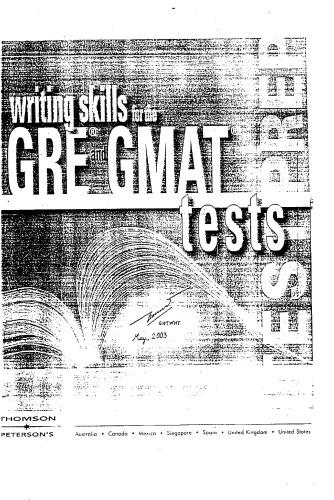 writing skills for the
GRE and GMAT
tests
TEST PREP
GHTWHT
May, 2003
THOMSON
PETERSON'S
Australia • Canada • Mexico • Singapore • Spain • United Kingdom • United States